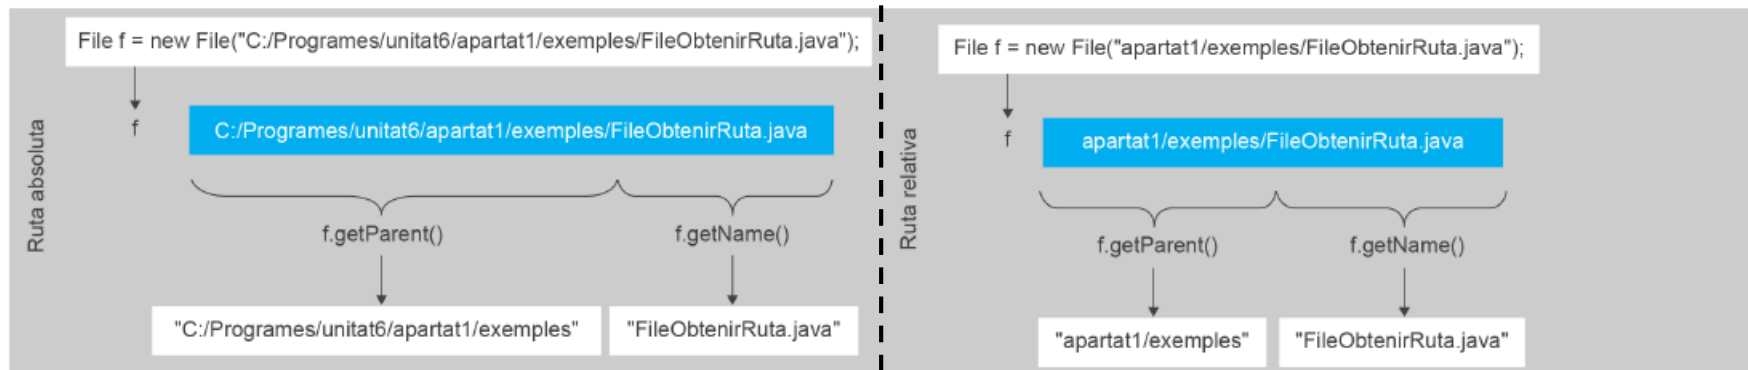 File f = new File("C:/Programes/unitat6/apartat1/exemples/FileObtenirRuta.java");
f
C:/Programes/unitat6/apartat1/exemples/FileObtenirRuta.java
Ruta absoluta
f.getParent()
f.getName()
"C:/Programes/unitat6/apartat1/exemples"
"FileObtenirRuta.java"
File f = new File("apartat1/exemples/FileObtenirRuta.java");
f
apartat1/exemples/FileObtenirRuta.java
Ruta relativa
f.getParent()
f.getName()
"apartat1/exemples"
"FileObtenirRuta.java"